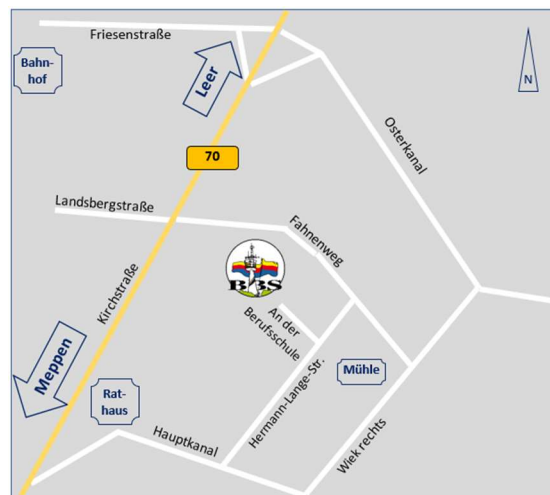 Friesenstraße
Bahn-
hof
Leer
N
70
Osterkanal
Landsbergstraße
Fahnenweg
BBS
Kirchstraße
An der
Berufsschule
Meppen
Mühle
Hermann-Lange-Str.
Rat-
haus
Hauptkanal
Wiek rechts